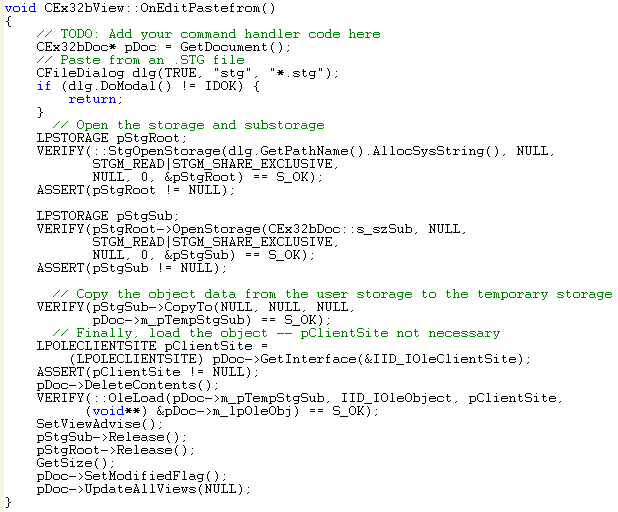 void CEx32bView::OnEditPastefrom()
{
    // TODO: Add your command handler code here
    CEx32bDoc* pDoc = GetDocument();
    // Paste from an .STG file
    CFileDialog dlg(TRUE, "stg", "*.stg");
    if (dlg.DoModal() != IDOK) {
        return;
    }
      // Open the storage and substorage
    LPSTORAGE pStgRoot;
    VERIFY(::StgOpenStorage(dlg.GetPathName().AllocSysString(), NULL,
           STGM_READ|STGM_SHARE_EXCLUSIVE,
           NULL, 0, &pStgRoot) == S_OK);
    ASSERT(pStgRoot != NULL);

    LPSTORAGE pStgSub;
    VERIFY(pStgRoot->OpenStorage(CEx32bDoc::s_szSub, NULL,
           STGM_READ|STGM_SHARE_EXCLUSIVE,
           NULL, 0, &pStgSub) == S_OK);
    ASSERT(pStgSub != NULL);

      // Copy the object data from the user storage to the temporary storage
    VERIFY(pStgSub->CopyTo(NULL, NULL, NULL,
           pDoc->m_pTempStgSub) == S_OK);
      // Finally, load the object -- pClientSite not necessary
    LPOLECLIENTSITE pClientSite =
        (LPOLECLIENTSITE) pDoc->GetInterface(&IID_IOleClientSite);
    ASSERT(pClientSite != NULL);
    pDoc->DeleteContents();
    VERIFY(::OleLoad(pDoc->m_pTempStgSub, IID_IOleObject, pClientSite,
          (void**) &pDoc->m_lpOleObj) == S_OK);
    SetViewAdvise();
    pStgSub->Release();
    pStgRoot->Release();
    GetSize();
    pDoc->SetModifiedFlag();
    pDoc->UpdateAllViews(NULL);
}